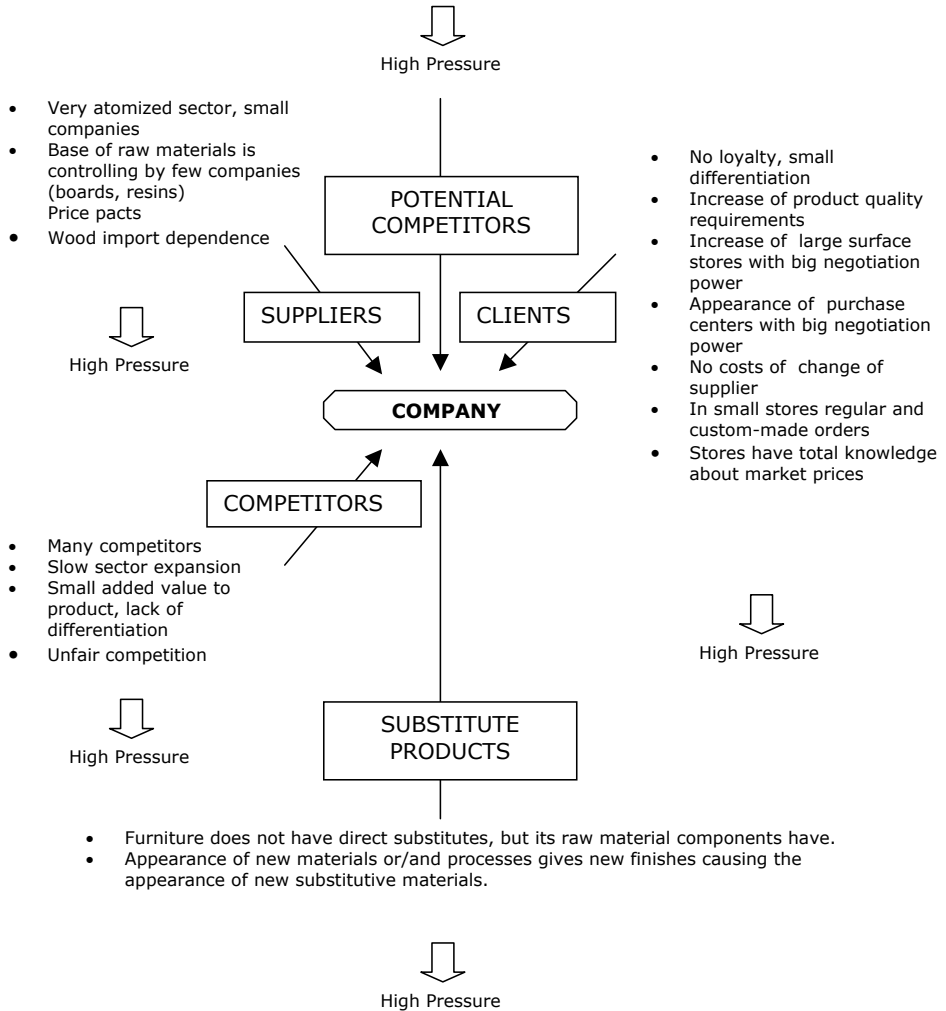 High Pressure
• Very atomized sector, small
companies
• Base of raw materials is
controlling by few companies
(boards, resins)
Price pacts
• Wood import dependence
High Pressure
POTENTIAL
COMPETITORS
SUPPLIERS
CLIENTS
• No loyalty, small
differentiation
• Increase of product quality
requirements
• Increase of large surface
stores with big negotiation
power
• Appearance of purchase
centers with big negotiation
power
• No costs of change of
supplier
• In small stores regular and
custom-made orders
• Stores have total knowledge
about market prices
High Pressure
COMPANY
COMPETITORS
• Many competitors
• Slow sector expansion
• Small added value to
product, lack of
differentiation
• Unfair competition
High Pressure
SUBSTITUTE
PRODUCTS
• Furniture does not have direct substitutes, but its raw material components have.
• Appearance of new materials or/and processes gives new finishes causing the
appearance of new substitutive materials.
High Pressure